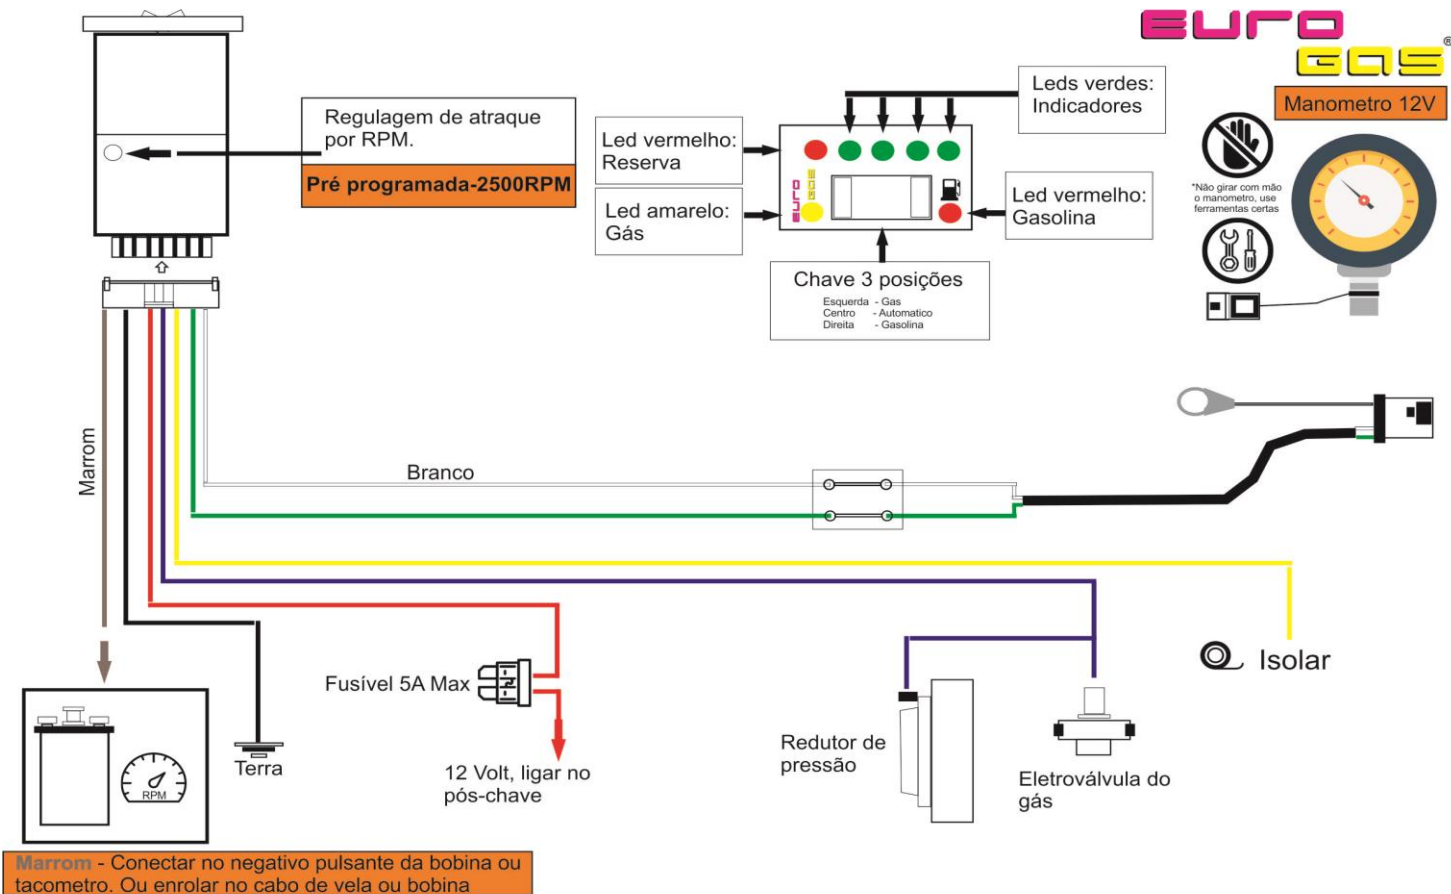 EURO
GAS®
Manometro 12V
*Não girar com mão
o manometro, use
ferramentas certas
Regulagem de atraque
por RPM.
Pré programada-2500RPM
Led vermelho:
Reserva
Led amarelo:
Gás
Leds verdes:
Indicadores
EURO
GAS
Led vermelho:
Gasolina
Chave 3 posições
Esquerda - Gas
Centro - Automatico
Direita - Gasolina
Marrom
Branco
Fusível 5A Max
Terra
12 Volt, ligar no
pós-chave
Redutor de
pressão
Eletroválvula do
gás
Isolar
RPM
Marrom - Conectar no negativo pulsante da bobina ou
tacometro. Ou enrolar no cabo de vela ou bobina